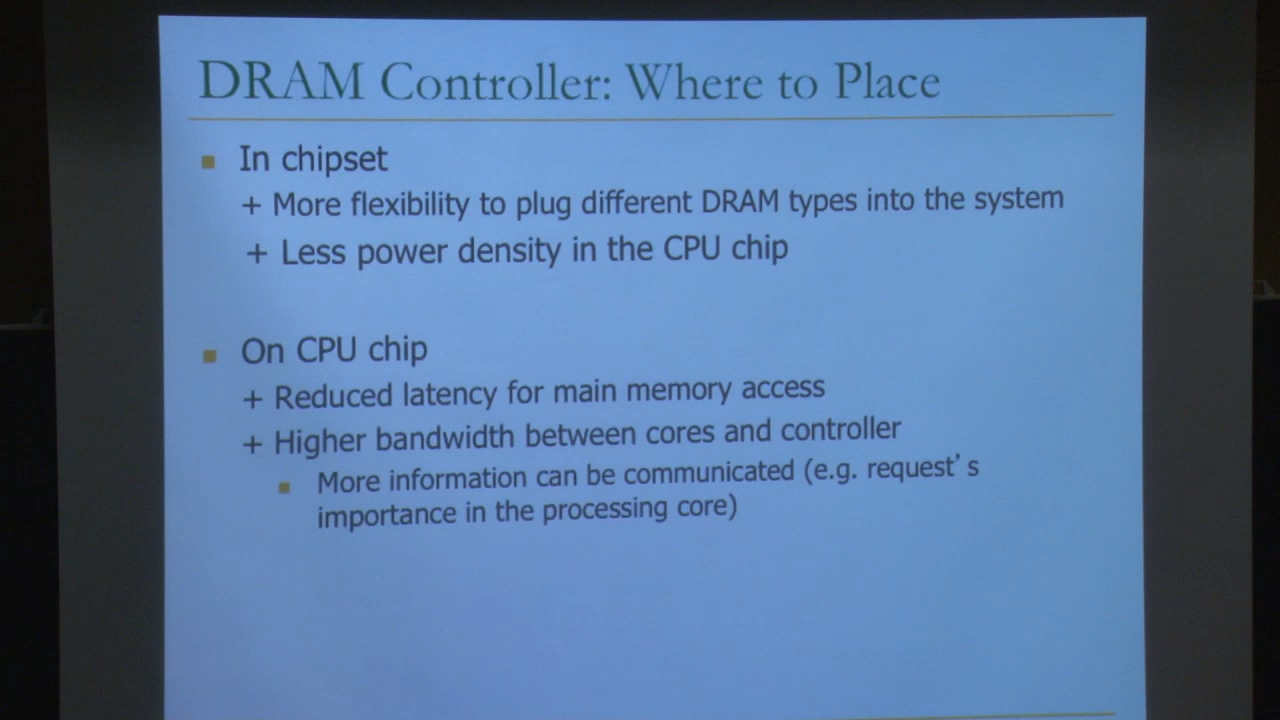 DRAM Controller: Where to Place
In chipset
+ More flexibility to plug different DRAM types into the system
+ Less power density in the CPU chip
On CPU chip
+ Reduced latency for main memory access
+ Higher bandwidth between cores and controller
More information can be communicated (e.g. request's
importance in the processing core)